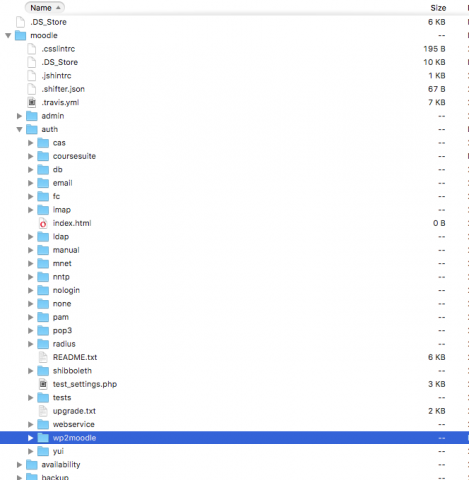 Name Size
.DS_Store 6 KB
moodle --
.csslintrc 195 B
.DS_Store 10 KB
.jshintrc 1 KB
.shifter.json 67 B
.travis.yml 7 KB
admin --
auth --
cas --
coursesuite --
db --
email --
fc --
imap --
index.html 0 B
ldap --
manual --
mnet --
nntp --
nologin --
none --
pam --
pop3 --
radius --
README.txt 6 KB
shibboleth --
test_settings.php 3 KB
tests --
upgrade.txt 2 KB
webservice --
wp2moodle --
yui --
availability --
backup